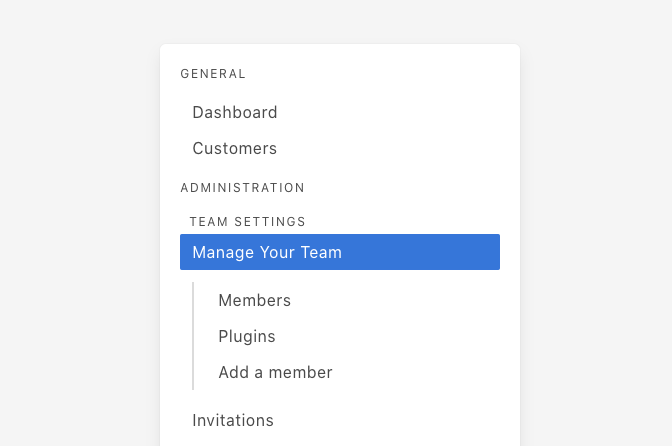 GENERAL
Dashboard
Customers
ADMINISTRATION
TEAM SETTINGS
Manage Your Team
Members
Plugins
Add a member
Invitations